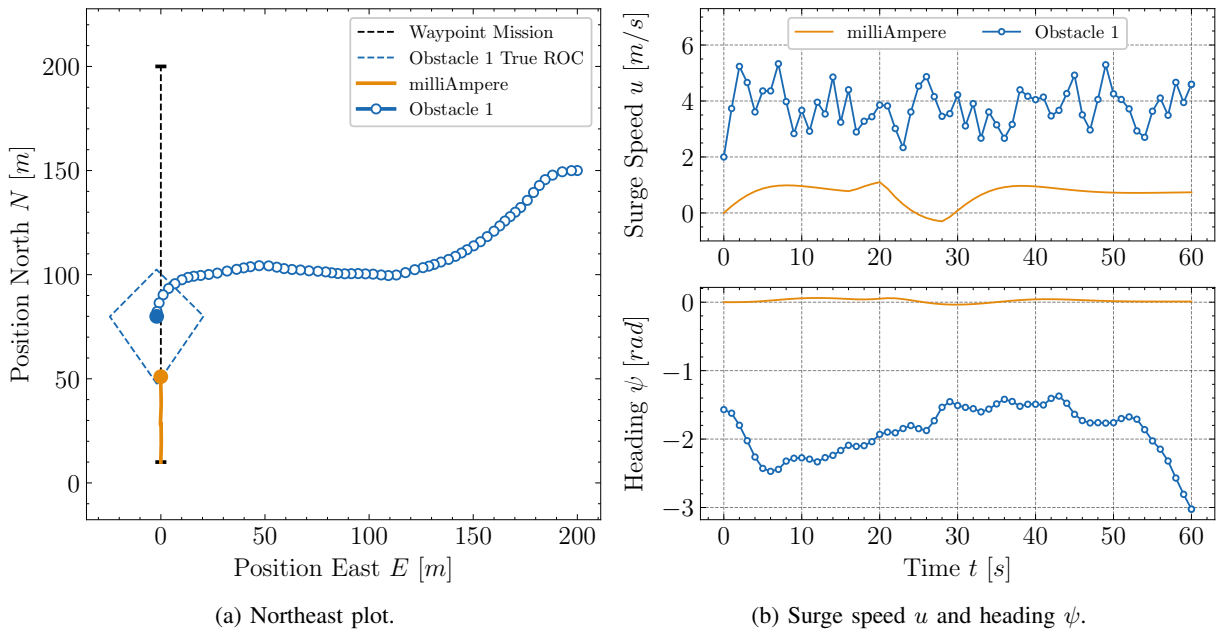 Waypoint Mission
Obstacle 1 True ROC
milliAmpere
Obstacle 1
200
150
100
50
0
Position North N [m]
0 50 100 150 200
Position East E [m]
(a) Northeast plot.
milliAmpere Obstacle 1
6
4
2
0
Surge Speed u [m/s]
0 10 20 30 40 50 60
0
−1
−2
−3
Heading ψ [rad]
0 10 20 30 40 50 60
Time t [s]
(b) Surge speed u and heading ψ.